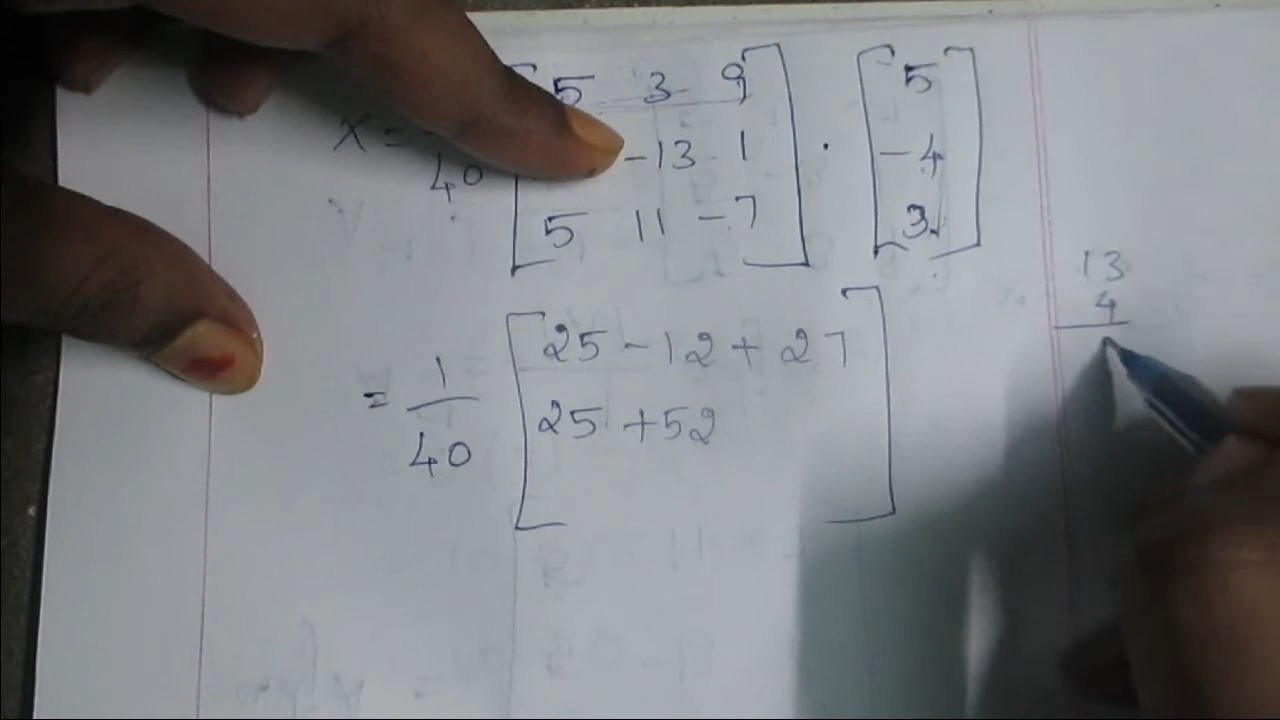 5 3 9 5
X = -13 1 . -4
40
5 11 -7 3
13
4
= 1/40 25 - 12 + 27
25 + 52